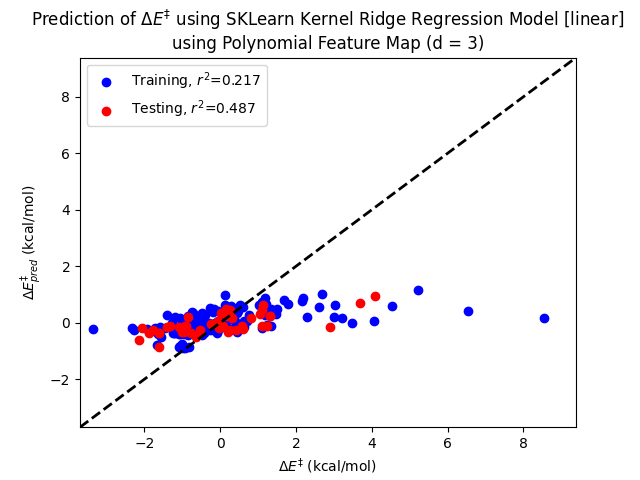 Prediction of ΔE‡ using SKLearn Kernel Ridge Regression Model [linear]
using Polynomial Feature Map (d = 3)
Training, r²=0.217
Testing, r²=0.487
8
6
4
2
0
−2
ΔE‡pred (kcal/mol)
−2 0 2 4 6 8
ΔE‡ (kcal/mol)